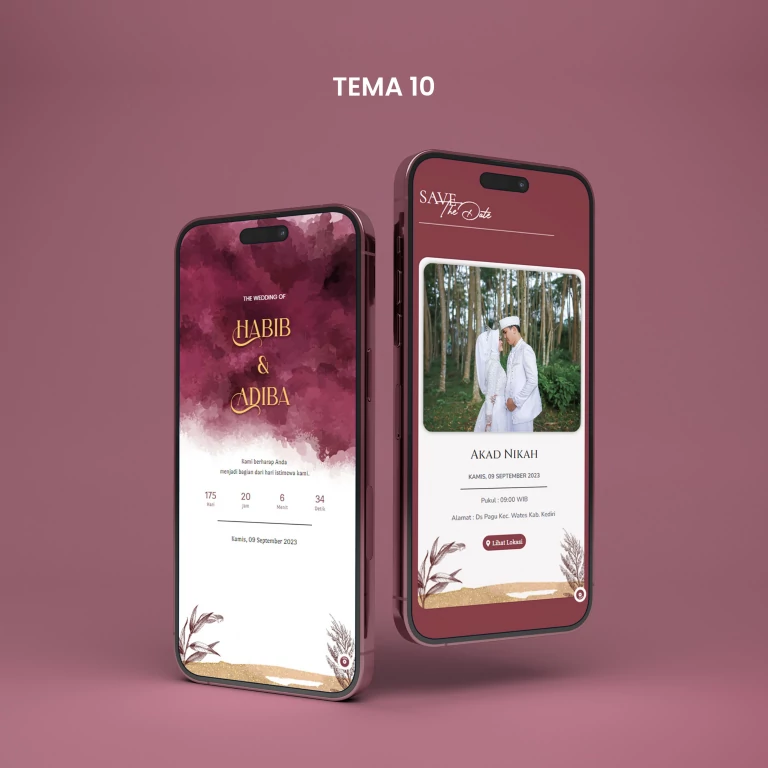 TEMA 10
THE WEDDING OF
HABIB
&
ADIBA
Kami berharap Anda
menjadi bagian dari hari istimewa kami.
175 20 6 34
Hari Jam Menit Detik
Kamis, 09 September 2023
SAVE
The Date
AKAD NIKAH
KAMIS, 09 SEPTEMBER 2023
Pukul : 09:00 WIB
Alamat : Ds Pagu Kec. Wates Kab. Kediri
Lihat Lokasi